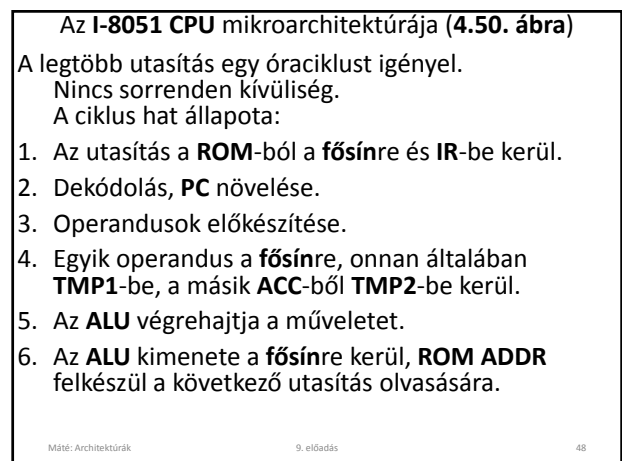 Az I-8051 CPU mikroarchitektúrája (4.50. ábra)
A legtöbb utasítás egy óraciklust igényel.
Nincs sorrenden kívüliség.
A ciklus hat állapota:
1. Az utasítás a ROM-ból a fősínre és IR-be kerül.
2. Dekódolás, PC növelése.
3. Operandusok előkészítése.
4. Egyik operandus a fősínre, onnan általában
TMP1-be, a másik ACC-ből TMP2-be kerül.
5. Az ALU végrehajtja a műveletet.
6. Az ALU kimenete a fősínre kerül, ROM ADDR
felkészül a következő utasítás olvasására.
Máté: Architektúrák 9. előadás 48